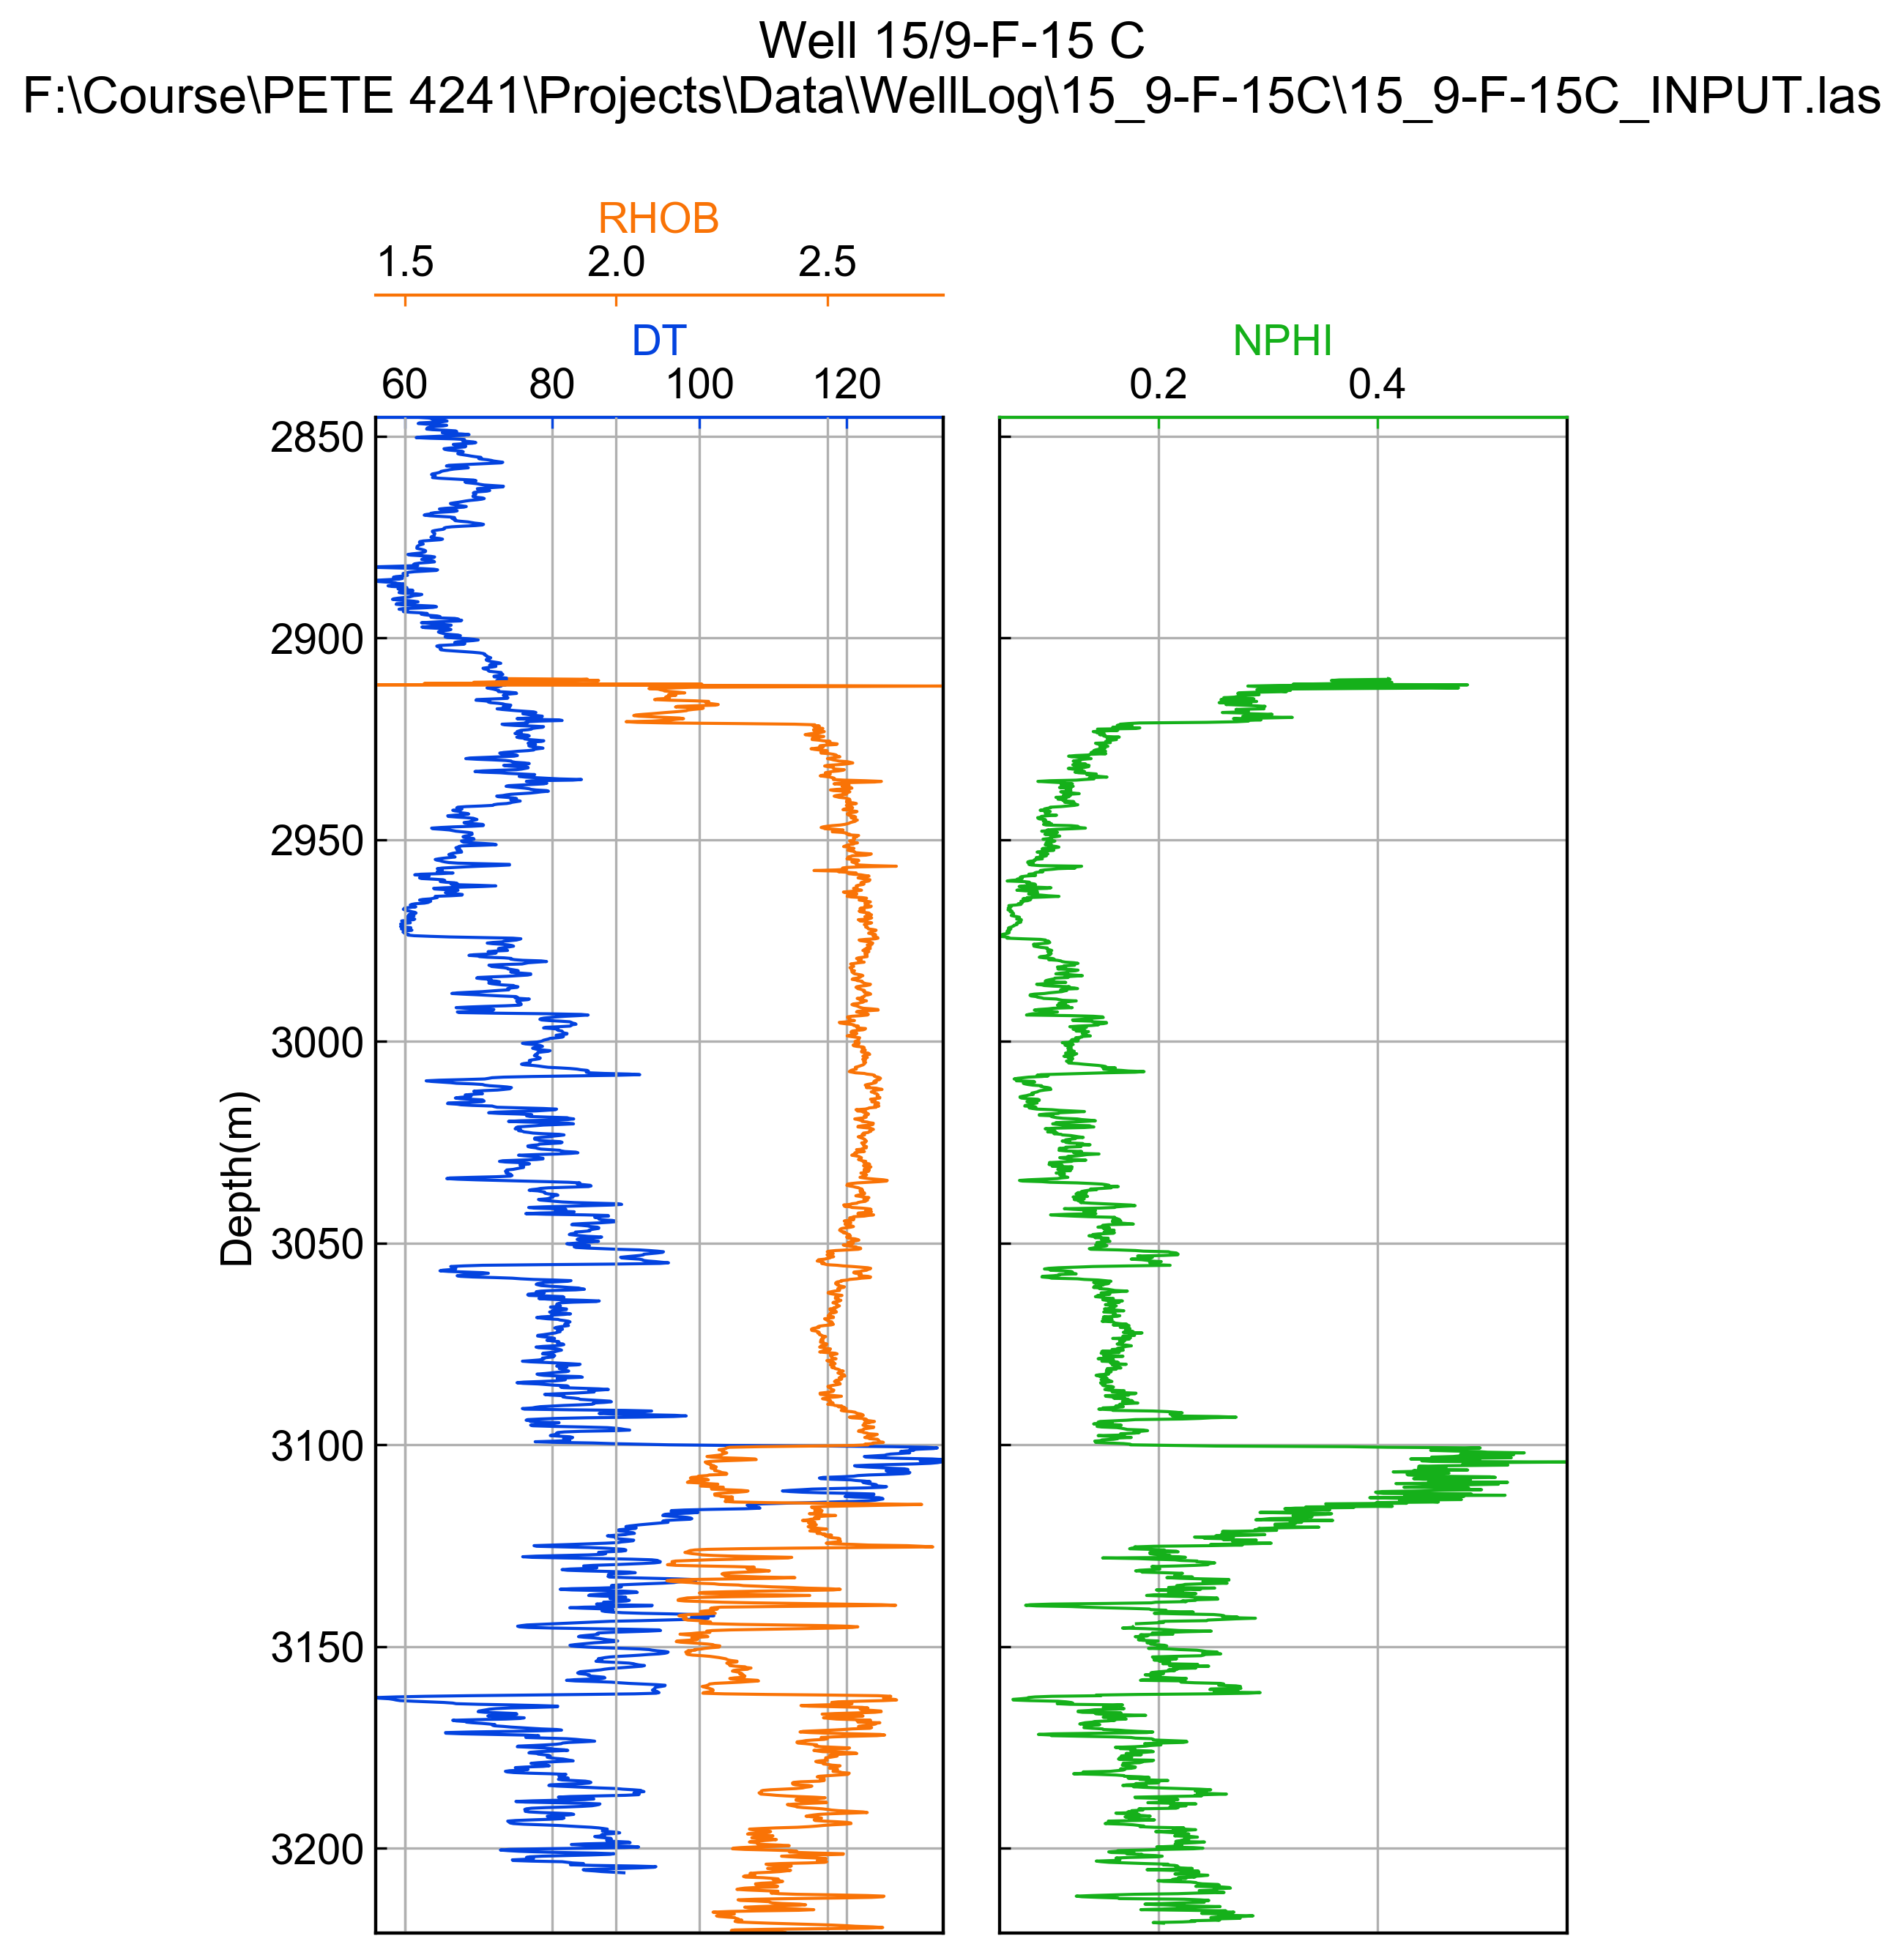 Well 15/9-F-15 C
F:\Course\PETE 4241\Projects\Data\WellLog\15_9-F-15C\15_9-F-15C_INPUT.las
RHOB
1.5 2.0 2.5
DT
60 80 100 120
NPHI
0.2 0.4
Depth(m)
2850
2900
2950
3000
3050
3100
3150
3200